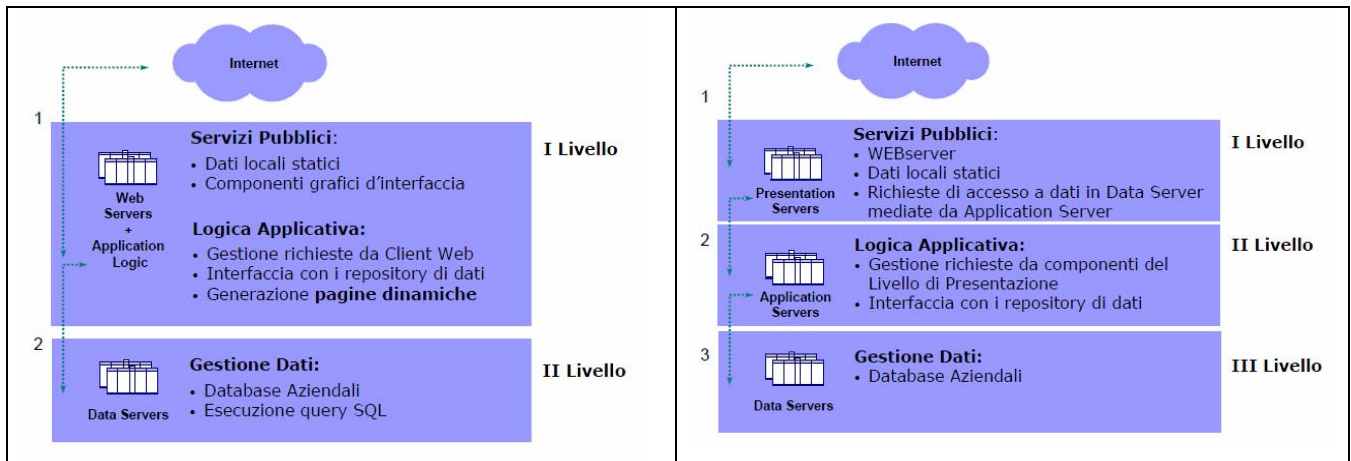 Internet
1
Servizi Pubblici:
• Dati locali statici
• Componenti grafici d'interfaccia
I Livello
Web
Servers
+
Application
Logic
Logica Applicativa:
• Gestione richieste da Client Web
• Interfaccia con i repository di dati
• Generazione pagine dinamiche
2
Gestione Dati:
• Database Aziendali
• Esecuzione query SQL
II Livello
Data Servers
Internet
1
Servizi Pubblici:
• WEBserver
• Dati locali statici
• Richieste di accesso a dati in Data Server
mediate da Application Server
I Livello
Presentation
Servers
2
Logica Applicativa:
• Gestione richieste da componenti del
Livello di Presentazione
• Interfaccia con i repository di dati
II Livello
Application
Servers
3
Gestione Dati:
• Database Aziendali
III Livello
Data Servers